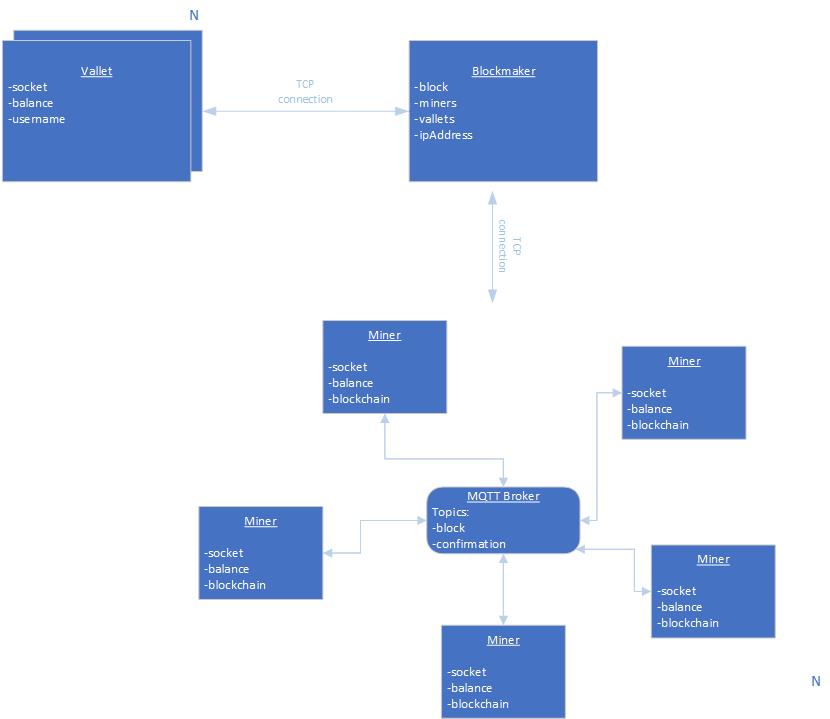 N
Vallet
-socket
-balance
-username
TCP
connection
Blockmaker
-block
-miners
-vallets
-ipAddress
TCP
connection
Miner
-socket
-balance
-blockchain
Miner
-socket
-balance
-blockchain
MQTT Broker
Topics:
-block
-confirmation
Miner
-socket
-balance
-blockchain
Miner
-socket
-balance
-blockchain
Miner
-socket
-balance
-blockchain
N